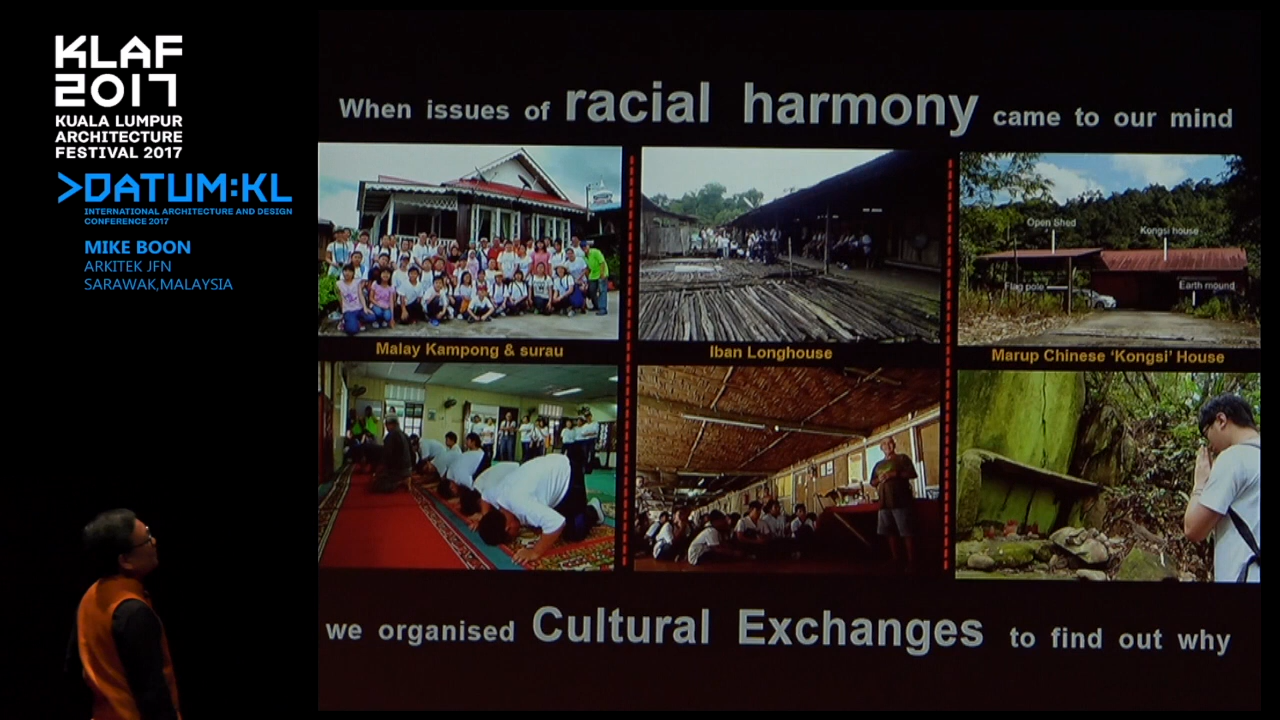 KLAF
2017
KUALA LUMPUR
ARCHITECTURE
FESTIVAL 2017
>DATUM:KL
INTERNATIONAL ARCHITECTURE AND DESIGN
CONFERENCE 2017
MIKE BOON
ARKITEK JFN
SARAWAK,MALAYSIA
When issues of racial harmony came to our mind
Open Shed
Kongsi house
Flag pole
Earth mound
Malay Kampong & surau
Iban Longhouse
Marup Chinese ‘Kongsi’ House
we organised Cultural Exchanges to find out why